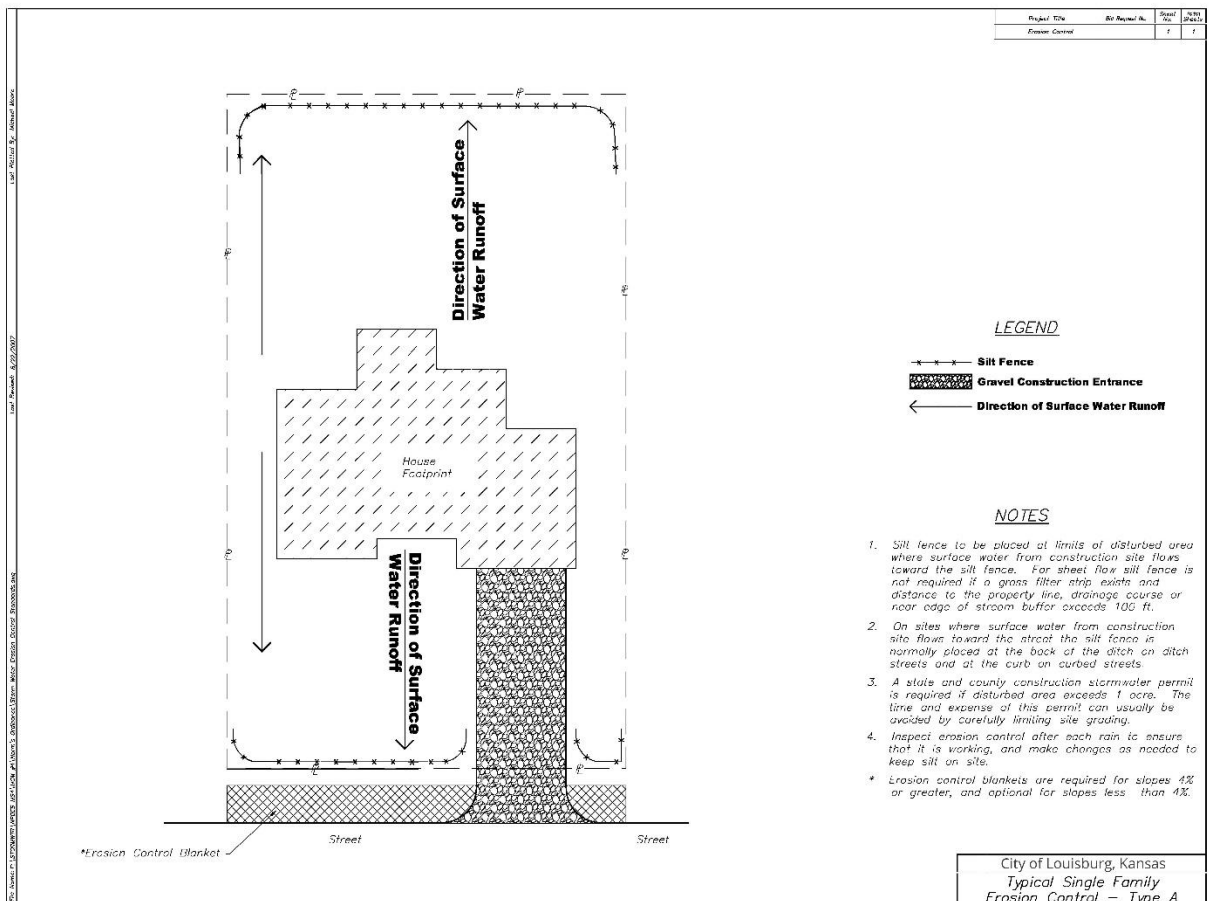 Project Title
Sheet No.
Erosion Control
1
1
Last Revised: 6/22/2007
Direction of Surface
Water Runoff
House
Footprint
Direction of Surface
Water Runoff
Street
Street
*Erosion Control Blanket
LEGEND
Silt Fence
Gravel Construction Entrance
Direction of Surface Water Runoff
NOTES
1. Silt fence to be placed at limits of disturbed area
where surface water from construction site flows
toward the silt fence. For sheet flow silt fence is
not required if a grass filter strip exists and
distance to the property line, drainage course or
near edge of stream buffer exceeds 100 ft.
2. On sites where surface water from construction
site flows toward the street the silt fence is
normally placed at the back of the ditch on ditch
streets and at the curb on curbed streets
3. A state and county construction stormwater permit
is required if disturbed area exceeds 1 acre. The
time and expense of this permit can usually be
avoided by carefully limiting site grading.
4. Inspect erosion control after each rain to ensure
that it is working, and make changes as needed to
keep silt on site.
* Erosion control blankets are required for slopes 4%
or greater, and optional for slopes less than 4%.
City of Louisburg, Kansas
Typical Single Family
Erosion Control – Type A